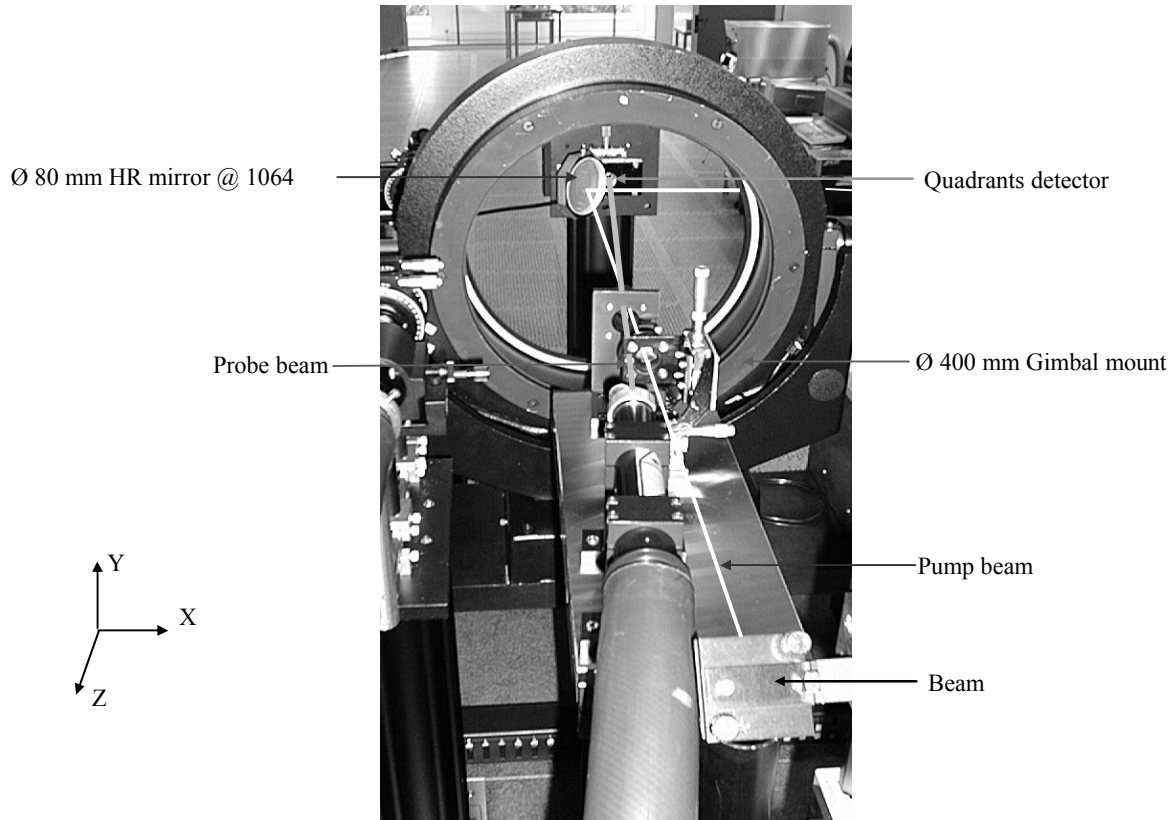 Ø 80 mm HR mirror @ 1064
Quadrants detector
Probe beam
Ø 400 mm Gimbal mount
Pump beam
Beam
Y
X
Z